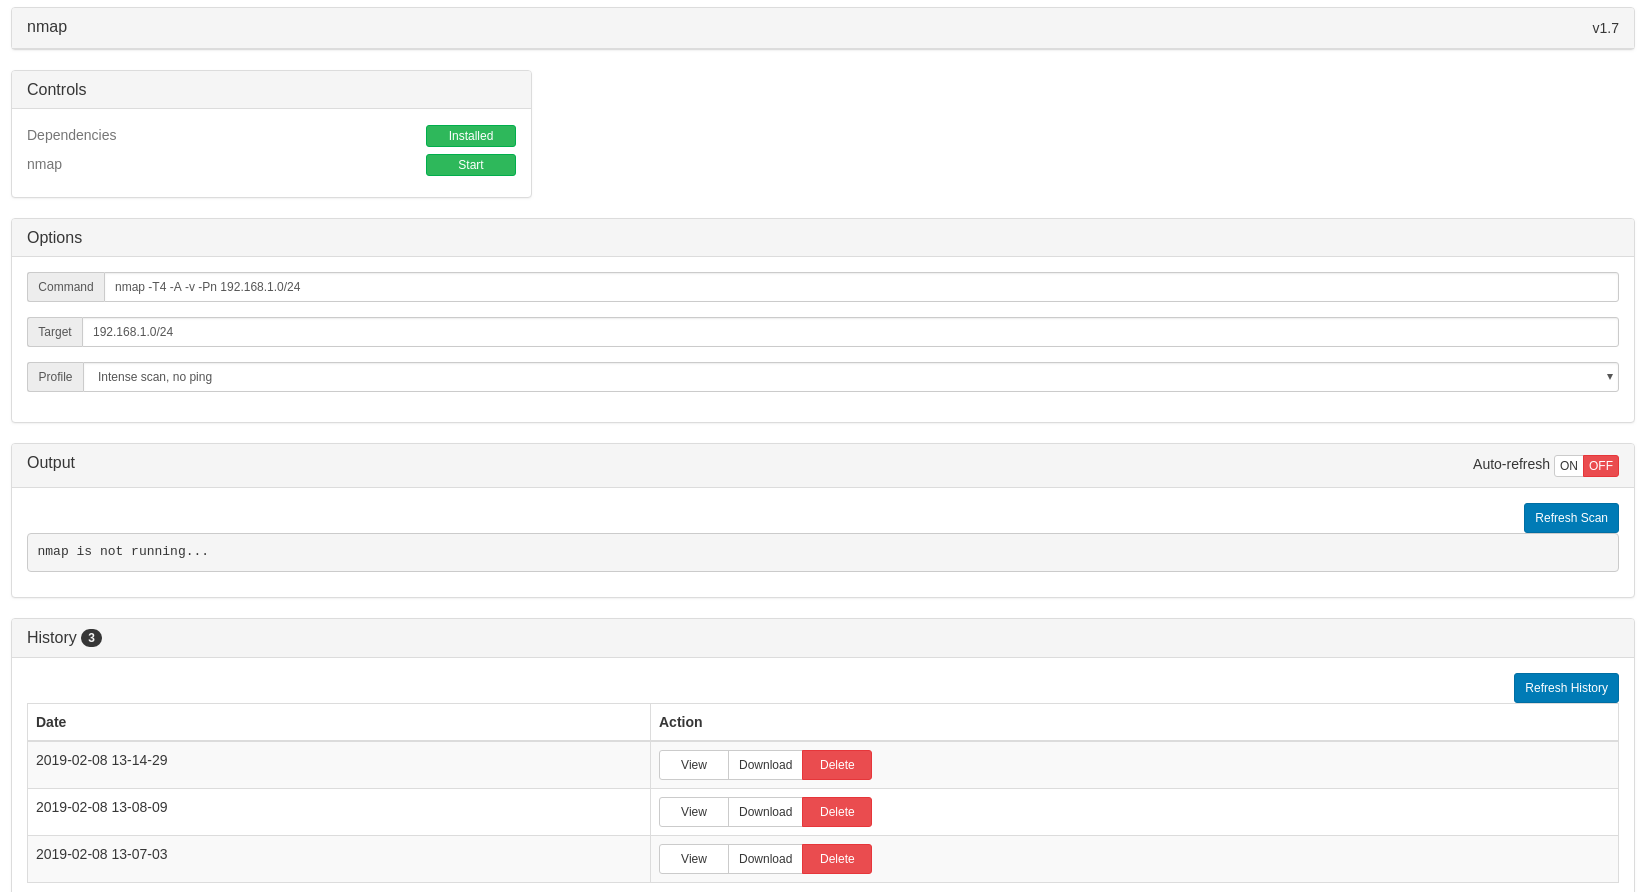 nmap v1.7
Controls
Dependencies Installed
nmap Start
Options
Command nmap -T4 -A -v -Pn 192.168.1.0/24
Target 192.168.1.0/24
Profile Intense scan, no ping
Output Auto-refresh ON OFF
Refresh Scan
nmap is not running...
History 3
Refresh History
Date Action
2019-02-08 13-14-29 View Download Delete
2019-02-08 13-08-09 View Download Delete
2019-02-08 13-07-03 View Download Delete